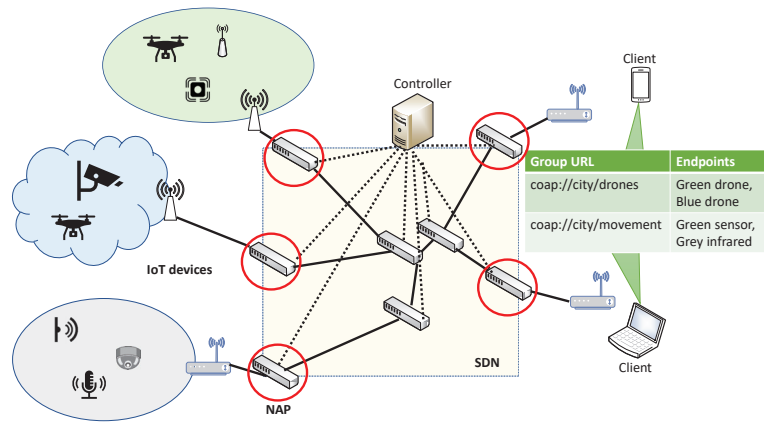 Controller
Client
Group URL Endpoints
coap://city/drones Green drone,
Blue drone
coap://city/movement Green sensor,
Grey infrared
IoT devices
SDN
NAP
Client